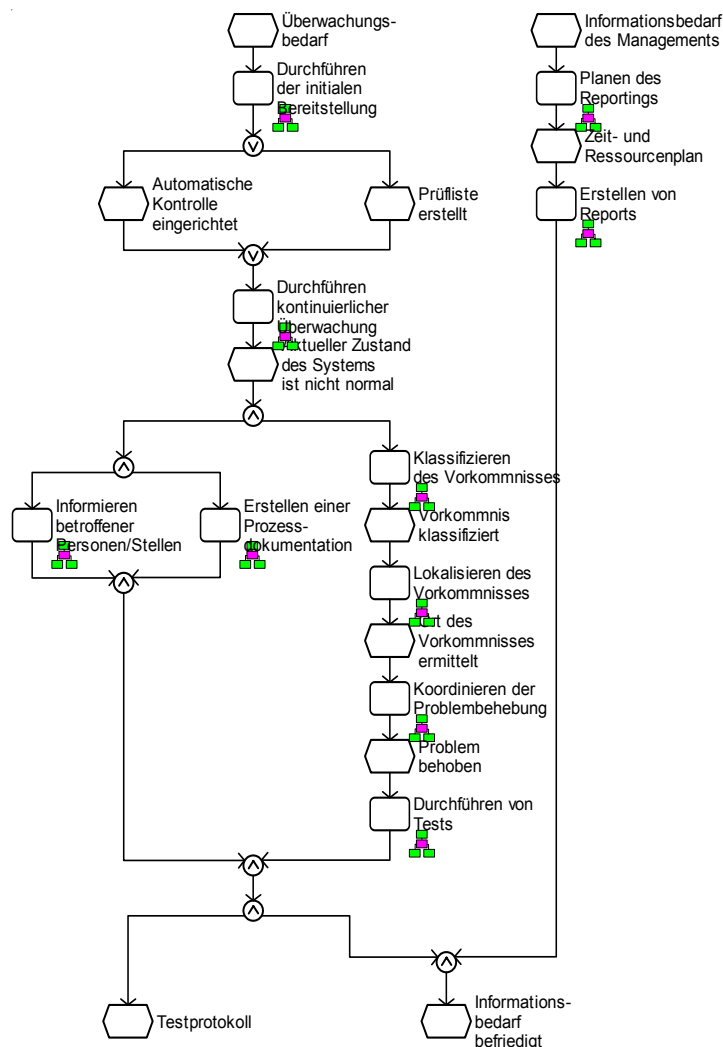 Überwachungs-
bedarf
Informationsbedarf
des Managements
Durchführen
der initialen
Bereitstellung
Planen des
Reportings
Zeit- und
Ressourcenplan
Automatische
Kontrolle
eingerichtet
Prüfliste
erstellt
Erstellen von
Reports
Durchführen
kontinuierlicher
Überwachung
Aktueller Zustand
des Systems
ist nicht normal
Klassifizieren
des Vorkommnisses
Informieren
betroffener
Personen/Stellen
Erstellen einer
Prozess-
dokumentation
Vorkommnis
klassifiziert
Lokalisieren des
Vorkommnisses
Ort des
Vorkommnisses
ermittelt
Koordinieren der
Problembehebung
Problem
behoben
Durchführen von
Tests
Testprotokoll
Informations-
bedarf
befriedigt